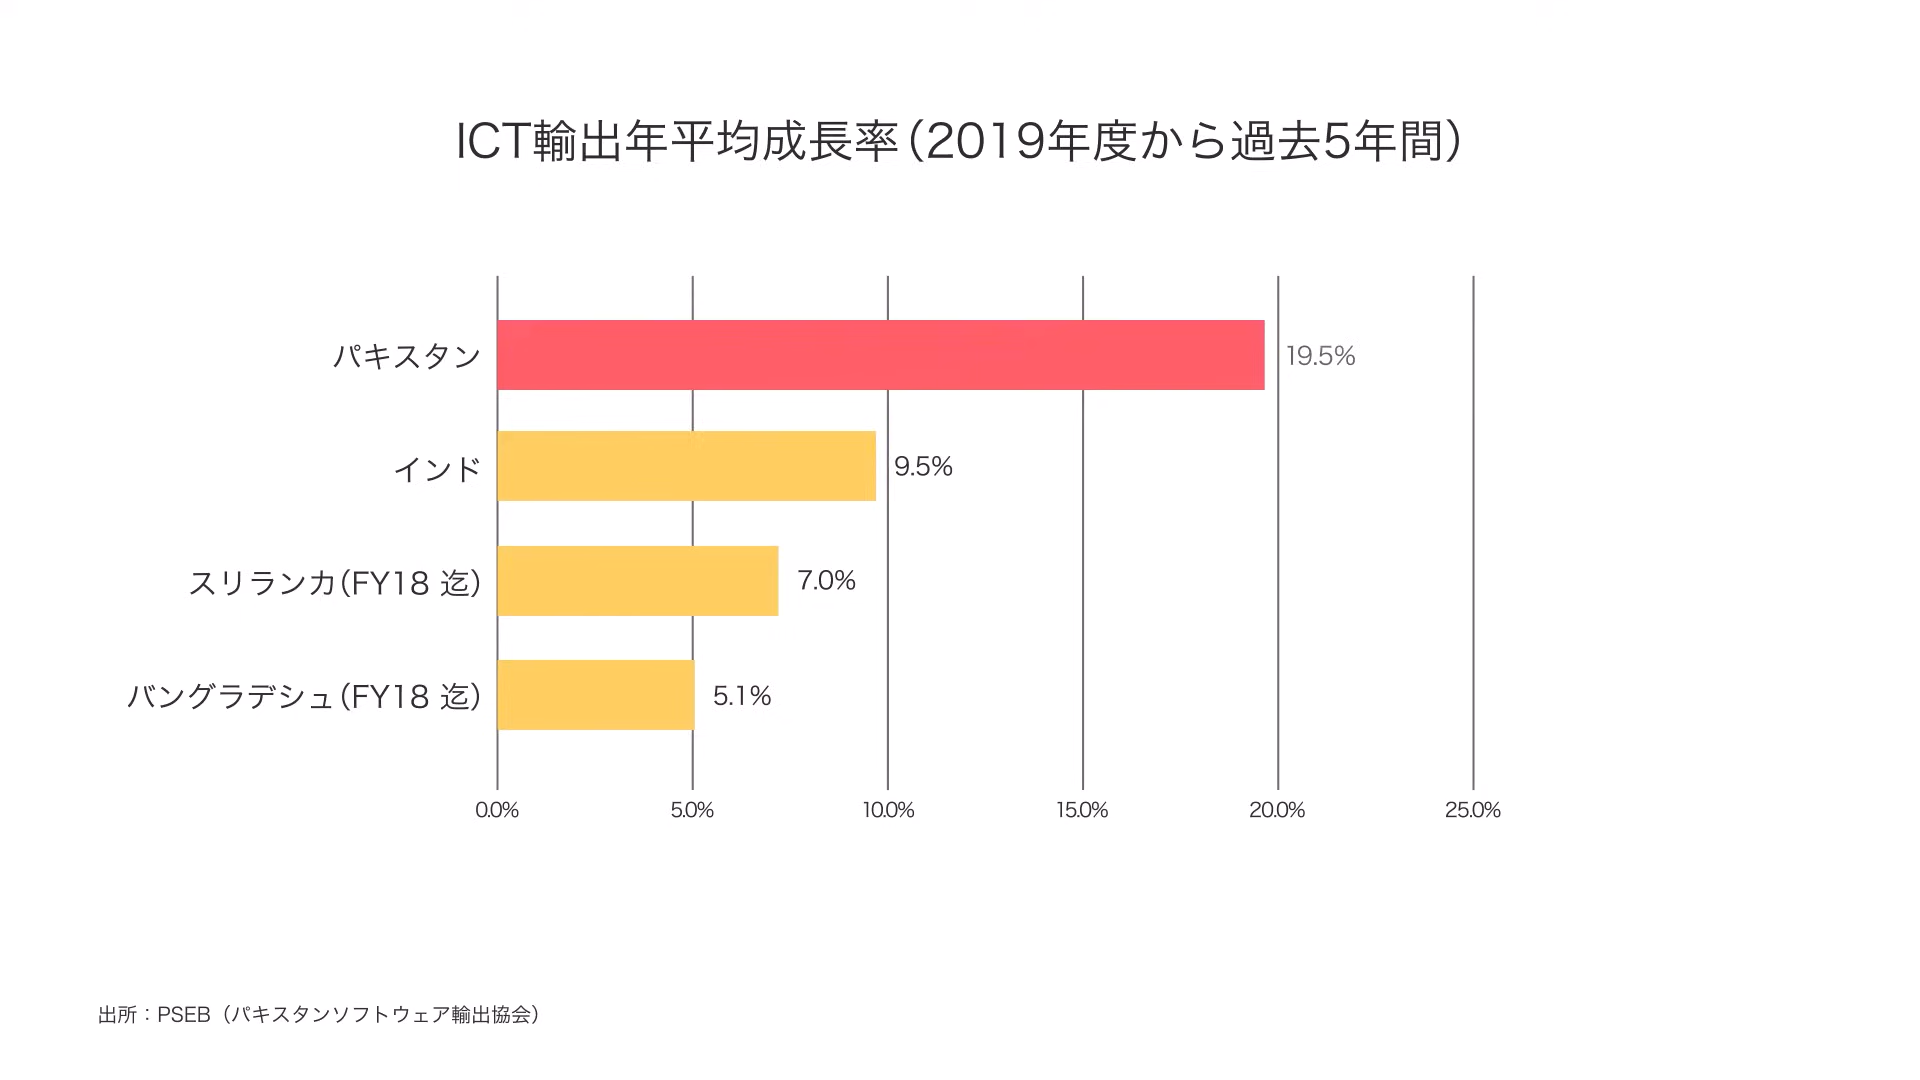 ICT輸出年平均成長率（2019年度から過去5年間）
パキスタン 19.5%
インド 9.5%
スリランカ（FY18 迄） 7.0%
バングラデシュ（FY18 迄） 5.1%
0.0% 5.0% 10.0% 15.0% 20.0% 25.0%
出所：PSEB（パキスタンソフトウェア輸出協会）